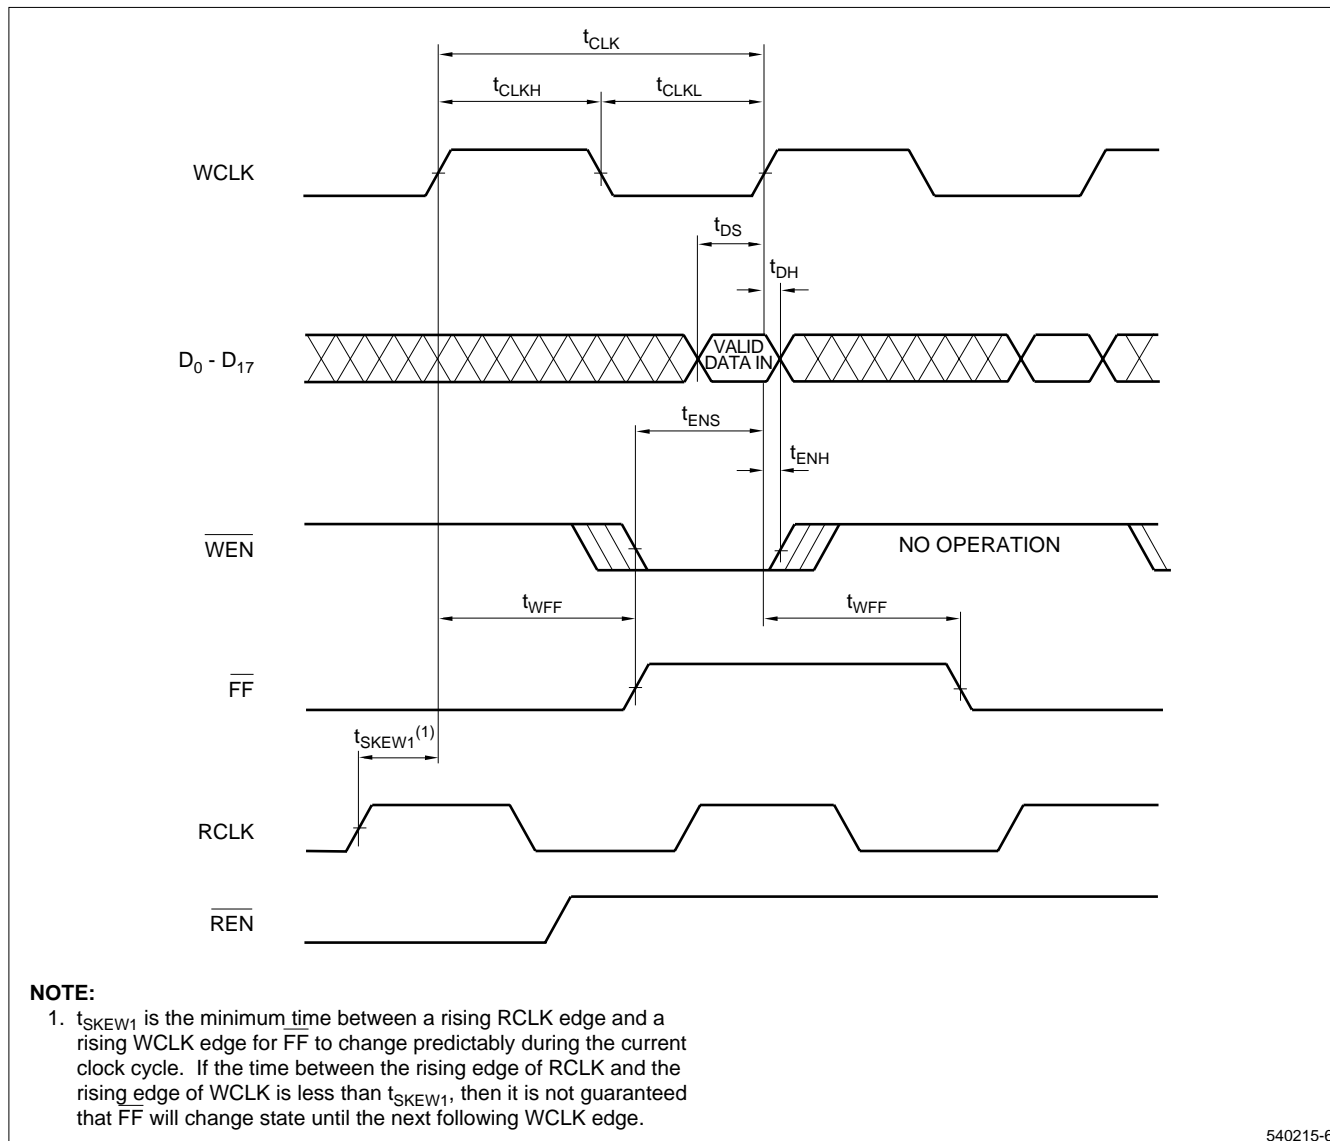 tCLK
tCLKH
tCLKL
WCLK
tDS
tDH
D0 - D17
VALID
DATA IN
tENS
tENH
WEN
NO OPERATION
tWFF
tWFF
FF
tSKEW1(1)
RCLK
REN
NOTE:
1. tSKEW1 is the minimum time between a rising RCLK edge and a
rising WCLK edge for FF to change predictably during the current
clock cycle. If the time between the rising edge of RCLK and the
rising edge of WCLK is less than tSKEW1, then it is not guaranteed
that FF will change state until the next following WCLK edge.
540215-6